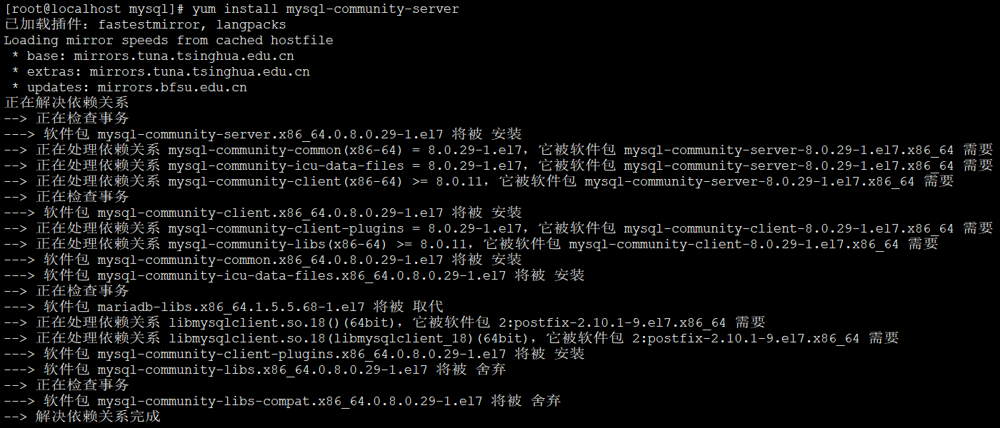 [root@localhost mysql]# yum install mysql-community-server
已加载插件：fastestmirror, langpacks
Loading mirror speeds from cached hostfile
 * base: mirrors.tuna.tsinghua.edu.cn
 * extras: mirrors.tuna.tsinghua.edu.cn
 * updates: mirrors.bfsu.edu.cn
正在解决依赖关系
--> 正在检查事务
---> 软件包 mysql-community-server.x86_64.0.8.0.29-1.el7 将被 安装
--> 正在处理依赖关系 mysql-community-common(x86-64) = 8.0.29-1.el7，它被软件包 mysql-community-server-8.0.29-1.el7.x86_64 需要
--> 正在处理依赖关系 mysql-community-icu-data-files = 8.0.29-1.el7，它被软件包 mysql-community-server-8.0.29-1.el7.x86_64 需要
--> 正在处理依赖关系 mysql-community-client(x86-64) >= 8.0.11，它被软件包 mysql-community-server-8.0.29-1.el7.x86_64 需要
--> 正在检查事务
---> 软件包 mysql-community-client.x86_64.0.8.0.29-1.el7 将被 安装
--> 正在处理依赖关系 mysql-community-client-plugins = 8.0.29-1.el7，它被软件包 mysql-community-client-8.0.29-1.el7.x86_64 需要
--> 正在处理依赖关系 mysql-community-libs(x86-64) >= 8.0.11，它被软件包 mysql-community-client-8.0.29-1.el7.x86_64 需要
---> 软件包 mysql-community-common.x86_64.0.8.0.29-1.el7 将被 安装
---> 软件包 mysql-community-icu-data-files.x86_64.0.8.0.29-1.el7 将被 安装
--> 正在检查事务
---> 软件包 mariadb-libs.x86_64.1.5.5.68-1.el7 将被 取代
--> 正在处理依赖关系 libmysqlclient.so.18()(64bit)，它被软件包 2:postfix-2.10.1-9.el7.x86_64 需要
--> 正在处理依赖关系 libmysqlclient.so.18(libmysqlclient_18)(64bit)，它被软件包 2:postfix-2.10.1-9.el7.x86_64 需要
---> 软件包 mysql-community-client-plugins.x86_64.0.8.0.29-1.el7 将被 安装
---> 软件包 mysql-community-libs.x86_64.0.8.0.29-1.el7 将被 舍弃
--> 正在检查事务
---> 软件包 mysql-community-libs-compat.x86_64.0.8.0.29-1.el7 将被 舍弃
--> 解决依赖关系完成